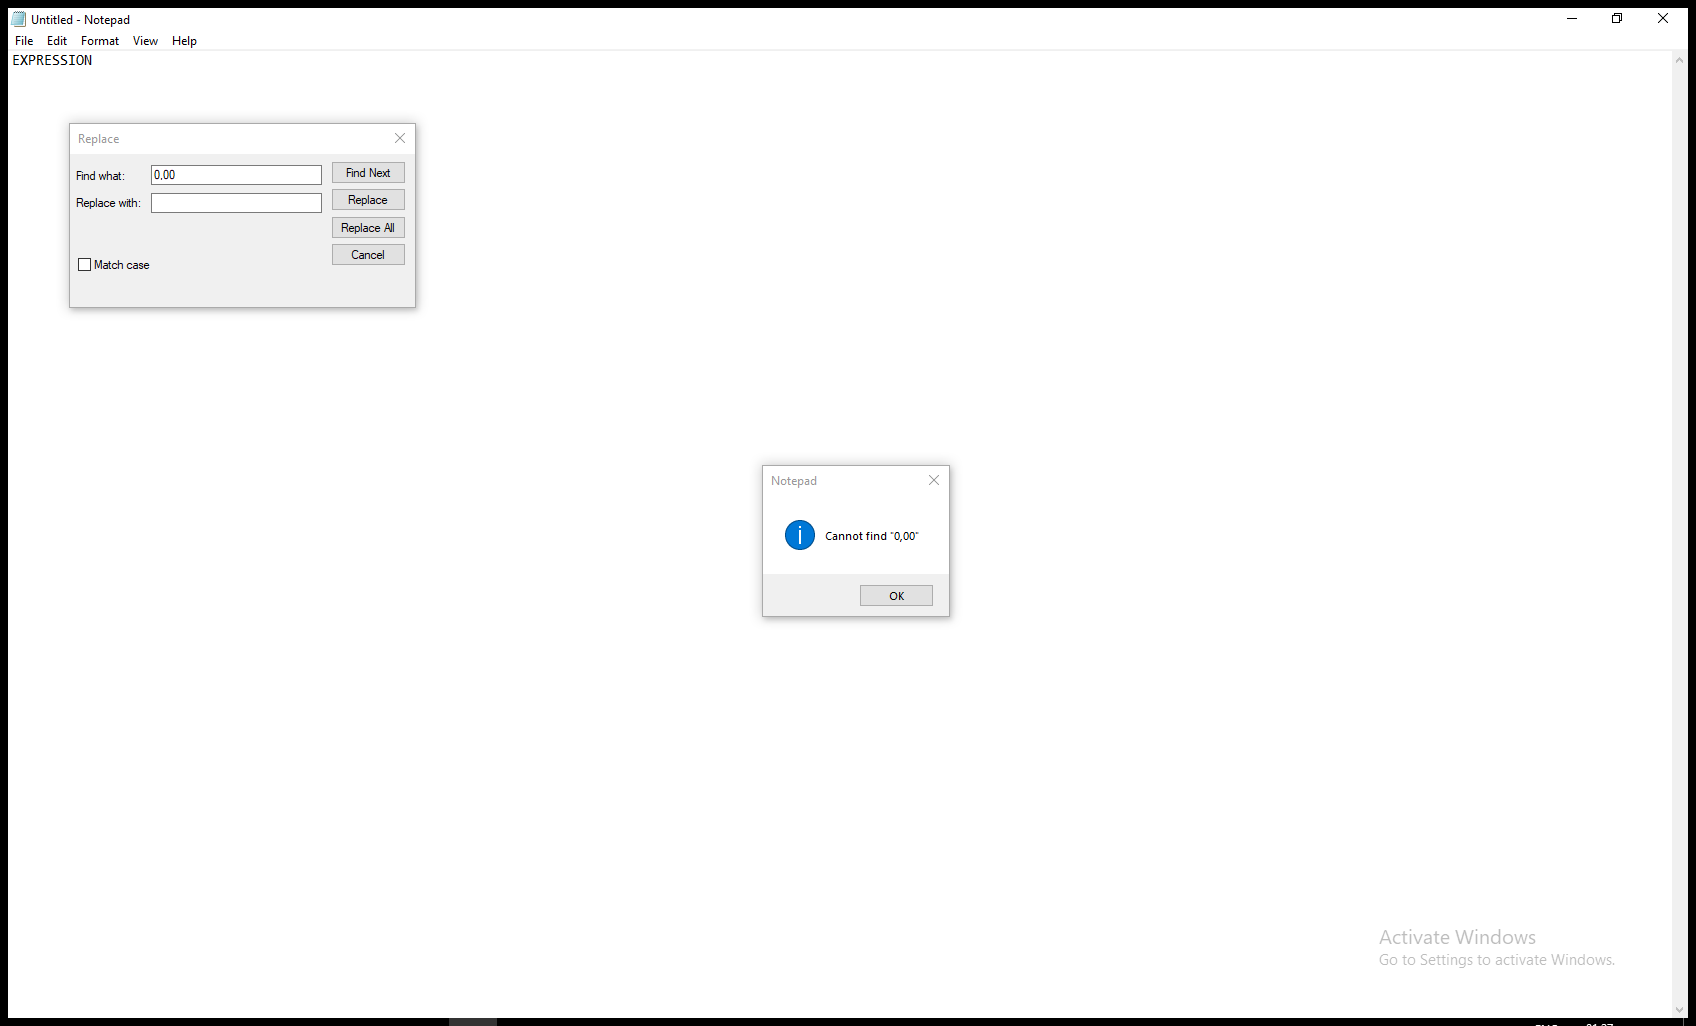 Untitled - Notepad
File Edit Format View Help
EXPRESSION
Replace
Find what: 0,00 Find Next
Replace with: Replace
Replace All
Cancel
Match case
Notepad
Cannot find "0,00"
OK
Activate Windows
Go to Settings to activate Windows.